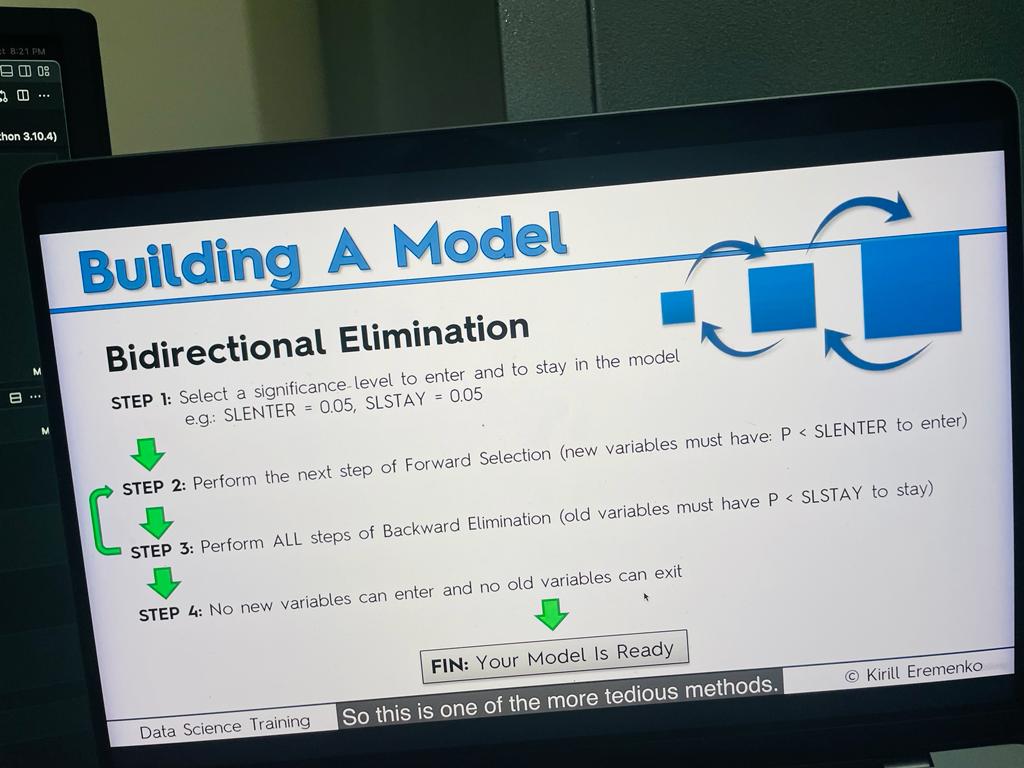 8:21 PM
thon 3.10.4)
M
M
Building A Model
Bidirectional Elimination
STEP 1: Select a significance level to enter and to stay in the model
e.g.: SLENTER = 0.05, SLSTAY = 0.05
STEP 2: Perform the next step of Forward Selection (new variables must have: P < SLENTER to enter)
STEP 3: Perform ALL steps of Backward Elimination (old variables must have P < SLSTAY to stay)
STEP 4: No new variables can enter and no old variables can exit
FIN: Your Model Is Ready
So this is one of the more tedious methods.
Data Science Training
© Kirill Eremenko